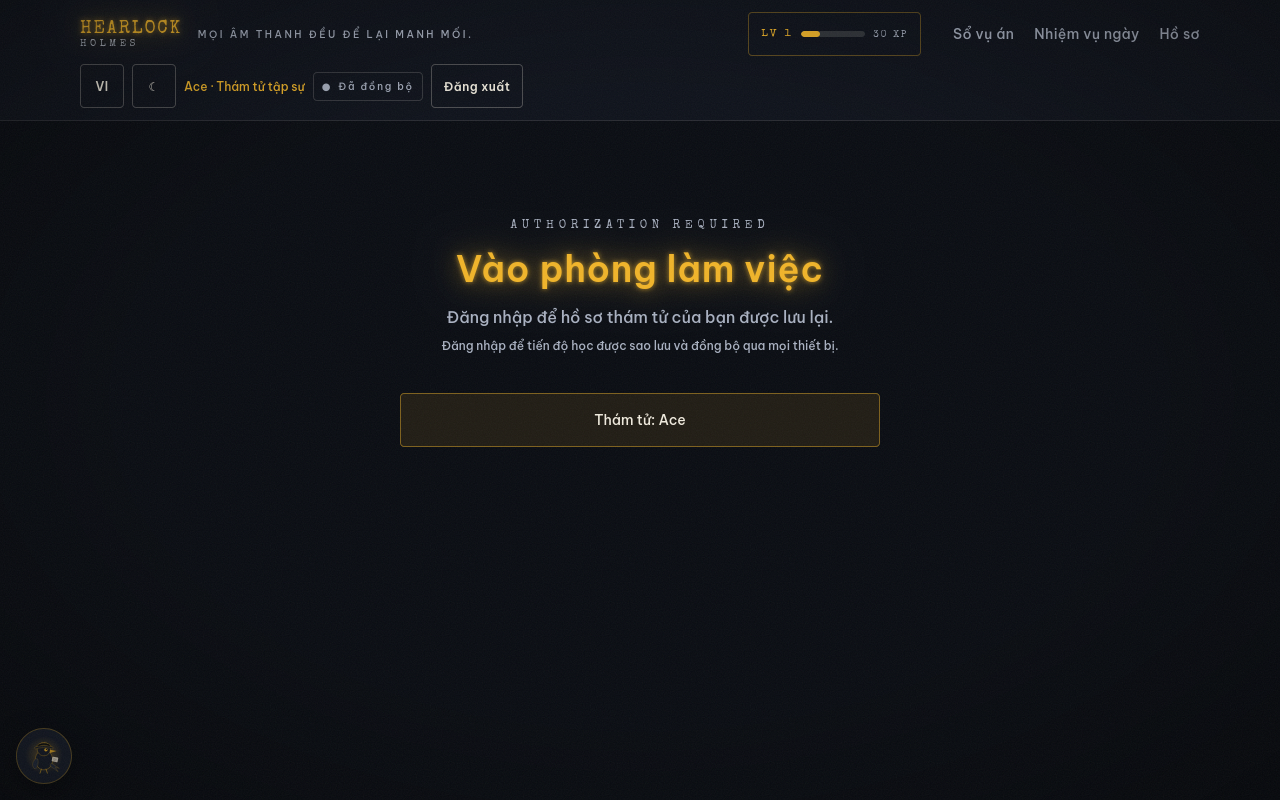 HEARLOCK
HOLMES
MỌI ÂM THANH ĐỀU ĐỂ LẠI MANH MỐI.
LV 1
30 XP
Sổ vụ án
Nhiệm vụ ngày
Hồ sơ
VI
Ace · Thám tử tập sự
Đã đồng bộ
Đăng xuất
AUTHORIZATION REQUIRED
Vào phòng làm việc
Đăng nhập để hồ sơ thám tử của bạn được lưu lại.
Đăng nhập để tiến độ học được sao lưu và đồng bộ qua mọi thiết bị.
Thám tử: Ace